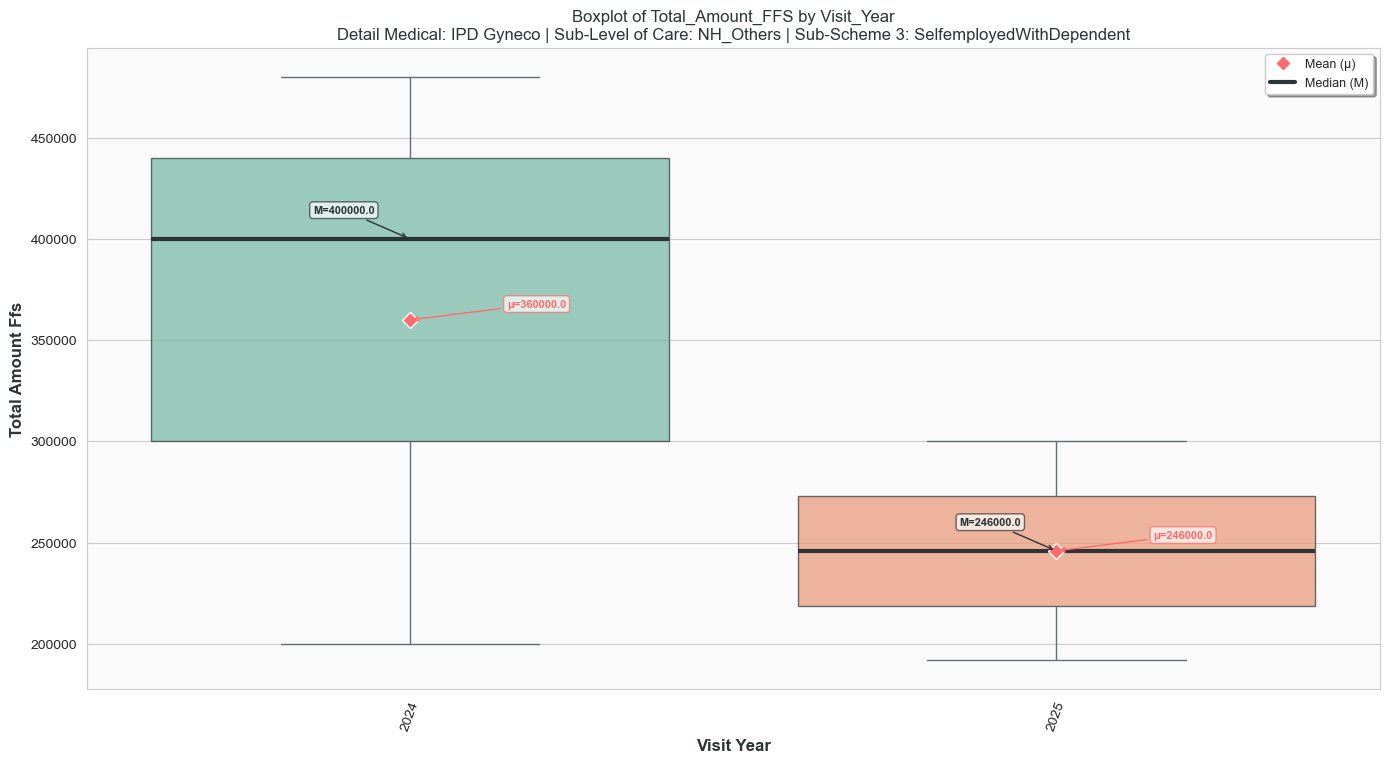 Boxplot of Total_Amount_FFS by Visit_Year
Detail Medical: IPD Gyneco | Sub-Level of Care: NH_Others | Sub-Scheme 3: SelfemployedWithDependent
Mean (μ)
Median (M)
Total Amount Ffs
450000
400000
350000
300000
250000
200000
M=400000.0
μ=360000.0
M=246000.0
μ=246000.0
2024
2025
Visit Year